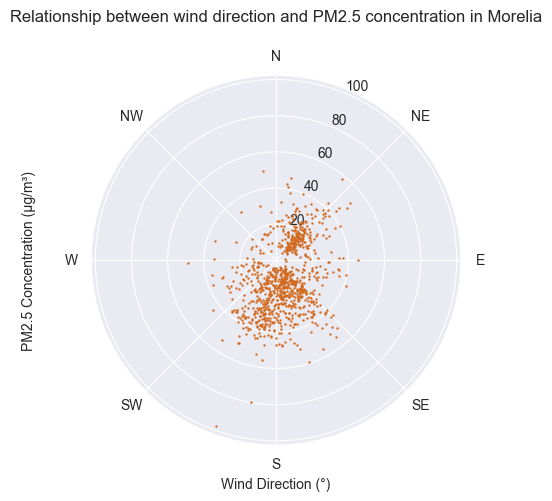 Relationship between wind direction and PM2.5 concentration in Morelia
N
NW
NE
100
80
60
40
20
W
E
PM2.5 Concentration (µg/m³)
SW
SE
S
Wind Direction (°)